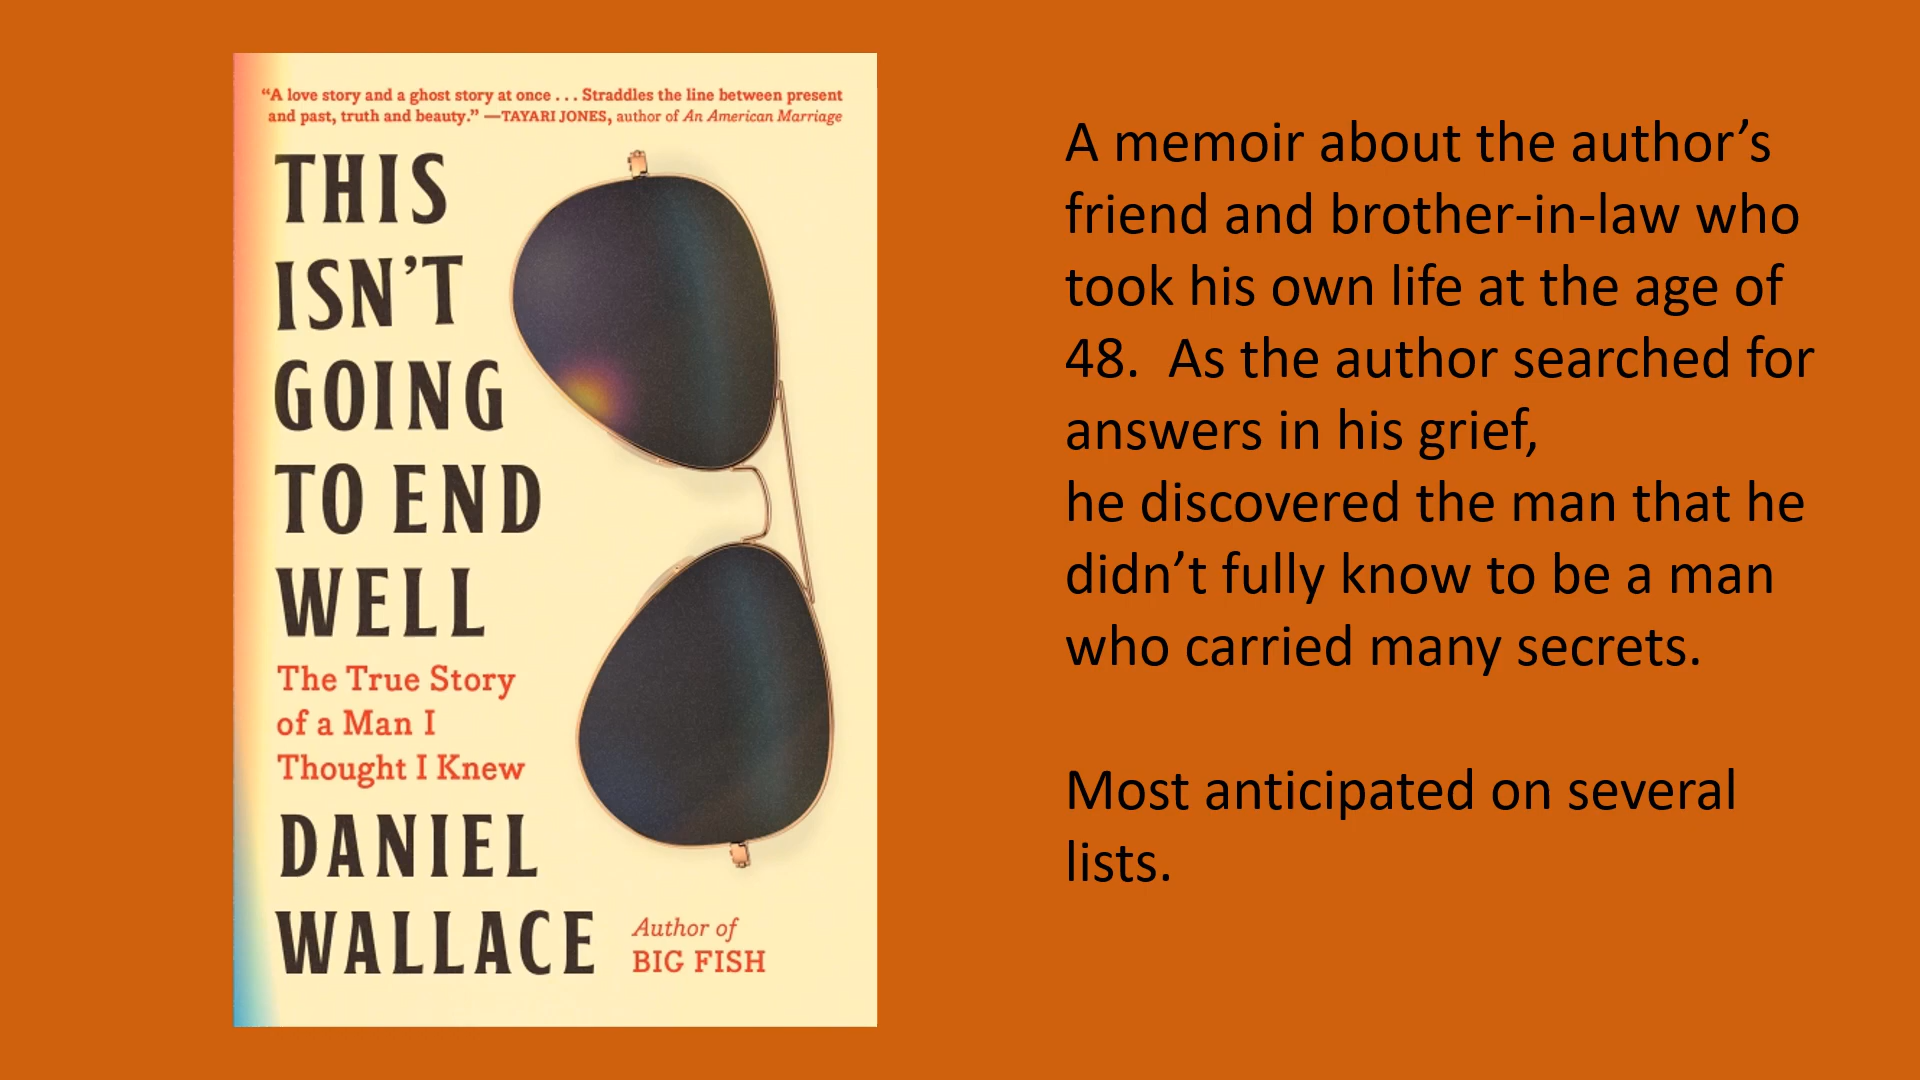 “A love story and a ghost story at once . . . Straddles the line between present
and past, truth and beauty.” —TAYARI JONES, author of An American Marriage
THIS
ISN’T
GOING
TO END
WELL
The True Story
of a Man I
Thought I Knew
DANIEL
WALLACE
Author of
BIG FISH
A memoir about the author’s
friend and brother-in-law who
took his own life at the age of
48.  As the author searched for
answers in his grief,
he discovered the man that he
didn’t fully know to be a man
who carried many secrets.
Most anticipated on several
lists.